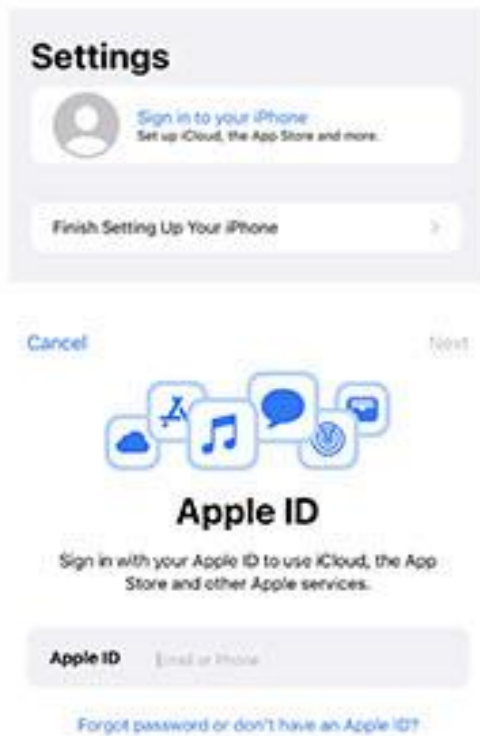 Settings
Sign in to your iPhone
Set up iCloud, the App Store and more.
Finish Setting Up Your iPhone
Cancel
Next
Apple ID
Sign in with your Apple ID to use iCloud, the App
Store and other Apple services.
Apple ID Email or Phone
Forgot password or don't have an Apple ID?